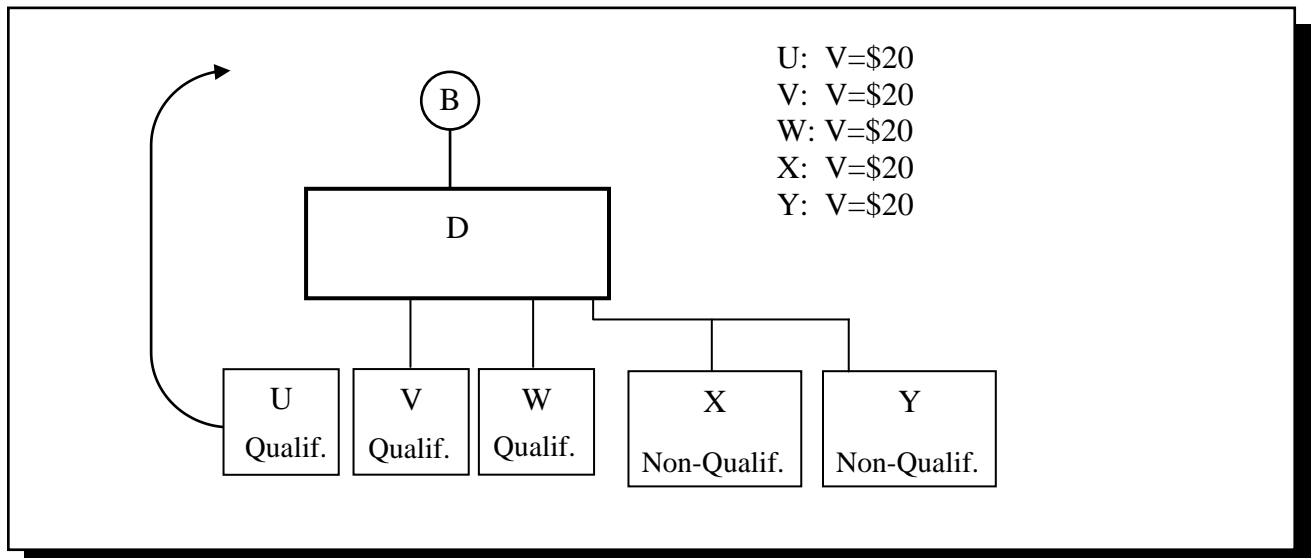 U: V=$20
V: V=$20
W: V=$20
X: V=$20
Y: V=$20
B
D
U
Qualif.
V
Qualif.
W
Qualif.
X
Non-Qualif.
Y
Non-Qualif.